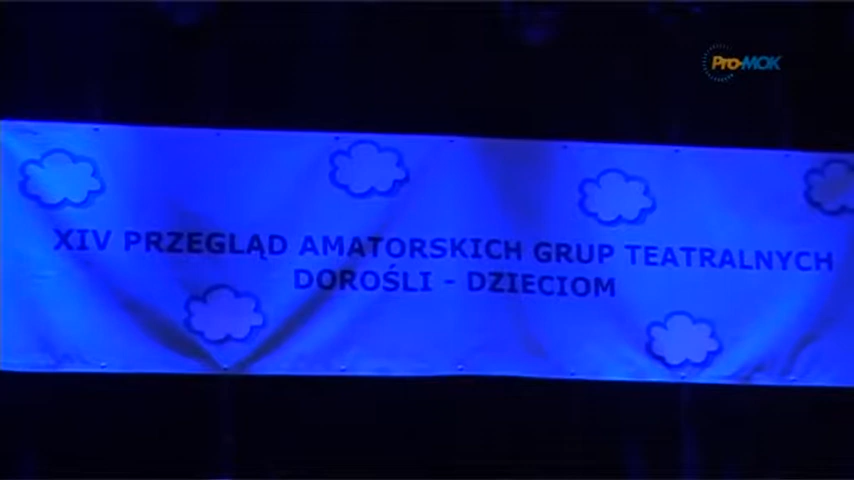 Pro-MOK
XIV PRZEGLĄD AMATORSKICH GRUP TEATRALNYCH
DOROŚLI - DZIECIOM